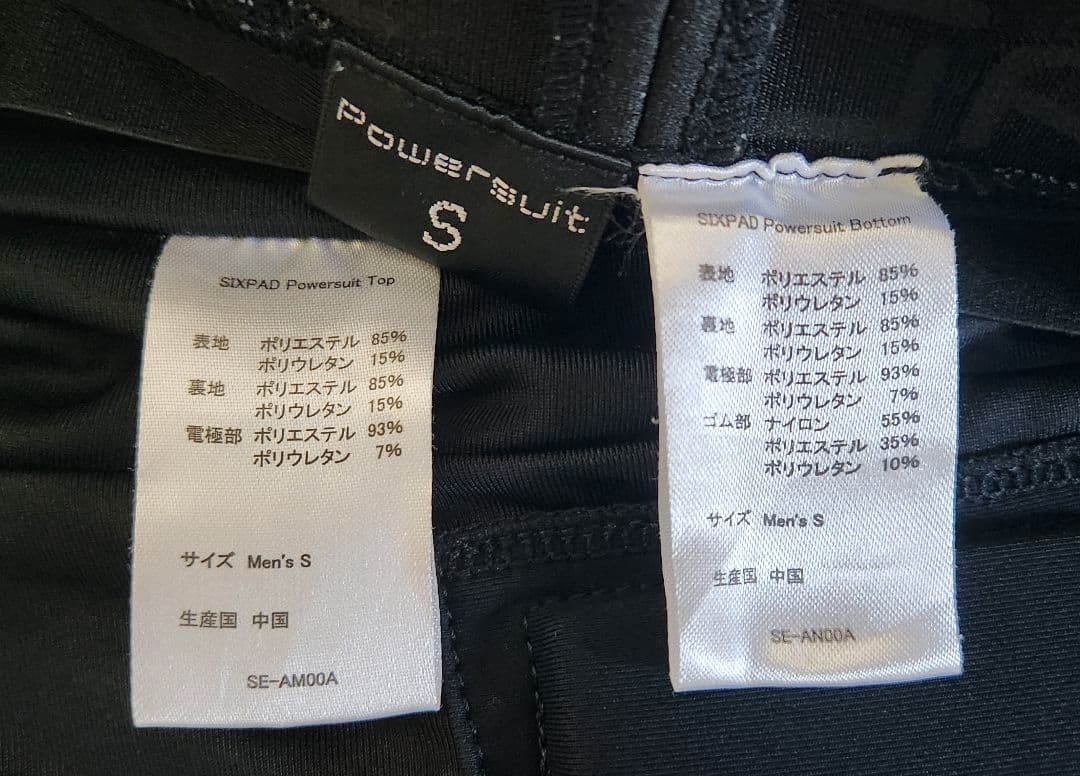 Powersuit
S
SIXPAD Powersuit Top
表地 ポリエステル 85%
ポリウレタン 15%
裏地 ポリエステル 85%
ポリウレタン 15%
電極部 ポリエステル 93%
ポリウレタン 7%
サイズ Men's S
生産国 中国
SE-AM00A
SIXPAD Powersuit Bottom
表地 ポリエステル 85%
ポリウレタン 15%
裏地 ポリエステル 85%
ポリウレタン 15%
電極部 ポリエステル 93%
ポリウレタン 7%
ゴム部 ナイロン 55%
ポリエステル 35%
ポリウレタン 10%
サイズ Men's S
生産国 中国
SE-AN00A